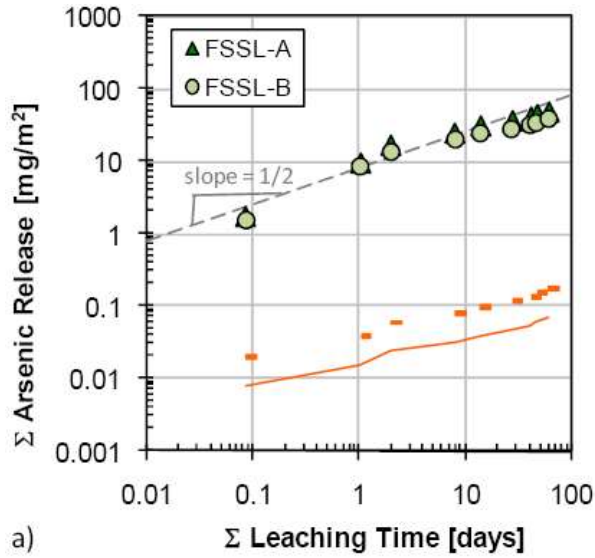 1000
100
10
1
0.1
0.01
0.001
Σ Arsenic Release [mg/m²]
FSSL-A
FSSL-B
slope = 1/2
0.01 0.1 1 10 100
a) Σ Leaching Time [days]